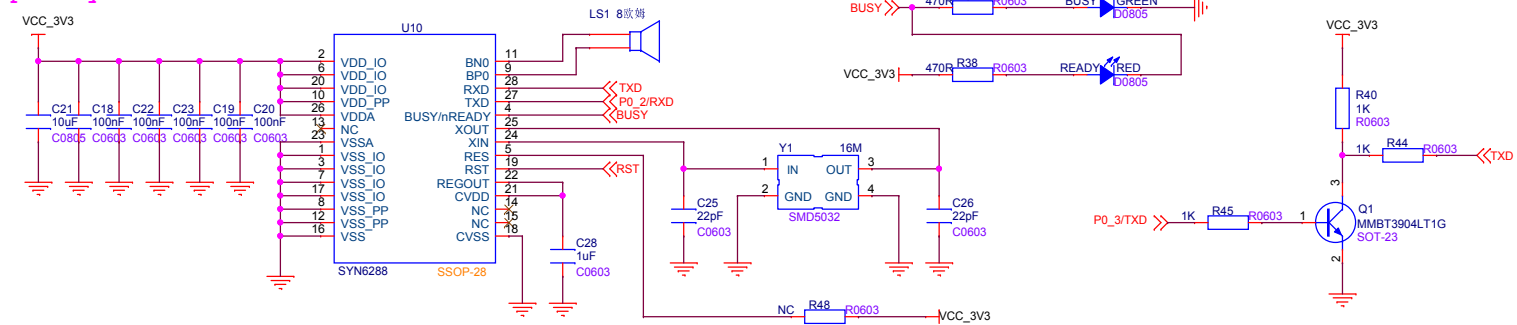 VCC_3V3
C21
10uF
C0805
C18
100nF
C0603
C22
100nF
C0603
C23
100nF
C0603
C19
100nF
C0603
C20
100nF
C0603
U10
2 VDD_IO
6 VDD_IO
20 VDD_IO
10 VDD_PP
26 VDDA
13 NC
23 VSSA
1 VSS_IO
3 VSS_IO
7 VSS_IO
17 VSS_IO
8 VSS_PP
12 VSS_PP
16 VSS
BN0 11
BP0 9
RXD 28
TXD 27
BUSY/nREADY 4
XOUT 25
XIN 24
RES 5
RST 19
REGOUT 22
CVDD 21
NC 14
NC 15
CVSS 18
SYN6288 SSOP-28
LS1 8欧姆
TXD
P0_2/RXD
BUSY
RST
C28
1uF
C0603
C25
22pF
C0603
Y1 16M
1 IN OUT 3
2 GND GND 4
SMD5032
C26
22pF
C0603
NC R48 R0603 VCC_3V3
BUSY 470R R0603 BUSY GREEN
D0805
VCC_3V3 470R R38 R0603 READY RED
D0805
VCC_3V3
R40
1K
R0603
1K R44 R0603 TXD
P0_3/TXD 1K R45 R0603 1
3
2
Q1
MMBT3904LT1G
SOT-23